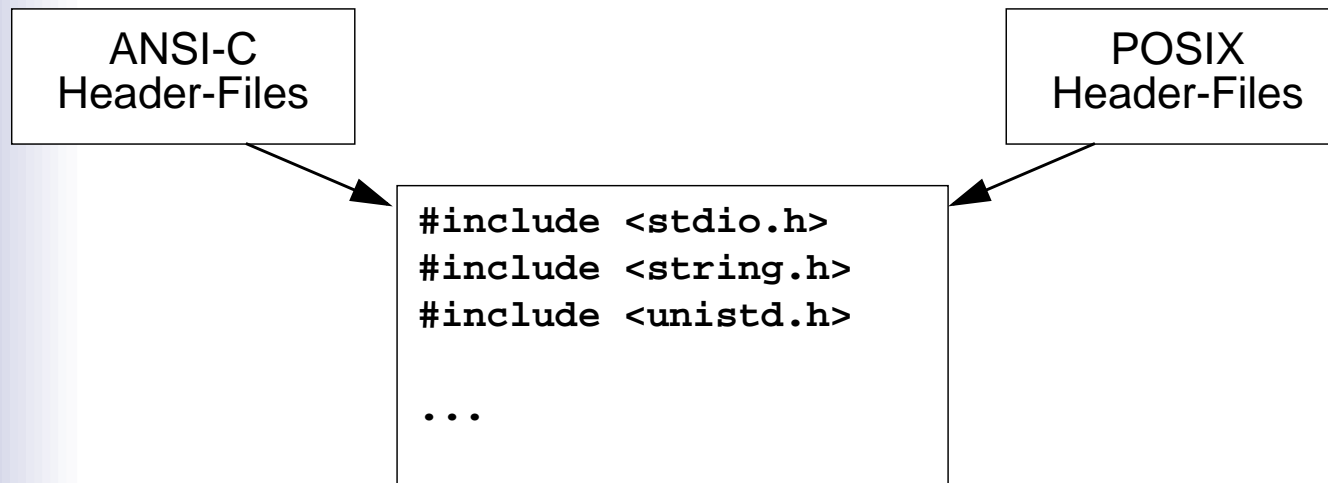 ANSI-C
Header-Files
POSIX
Header-Files
#include <stdio.h>
#include <string.h>
#include <unistd.h>
...